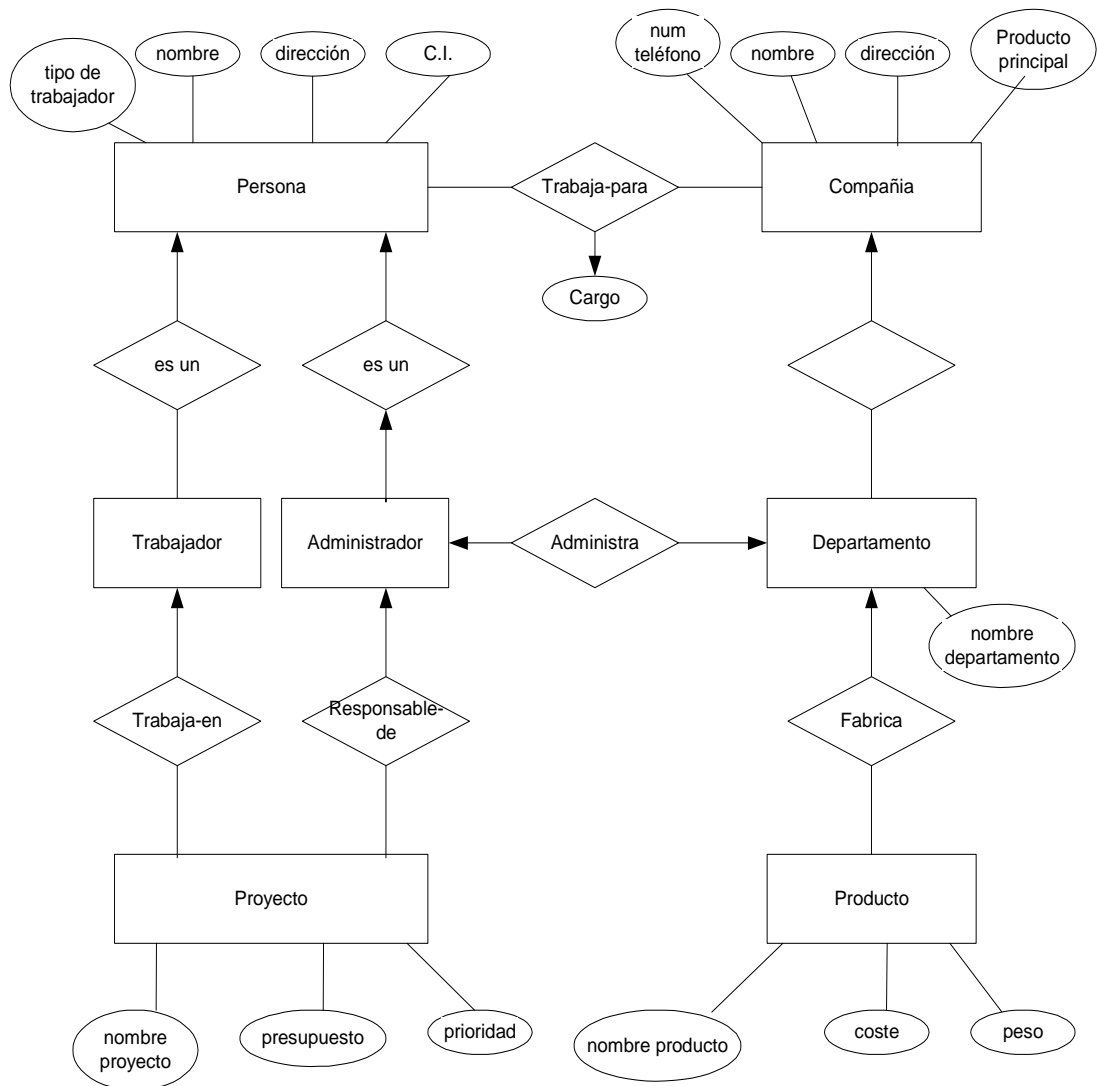 tipo de
trabajador
nombre
dirección
C.I.
num
teléfono
nombre
dirección
Producto
principal
Persona
Trabaja-para
Compañia
Cargo
es un
es un
Trabajador
Administrador
Administra
Departamento
nombre
departamento
Trabaja-en
Responsable-
de
Fabrica
Proyecto
Producto
nombre
proyecto
presupuesto
prioridad
nombre producto
coste
peso